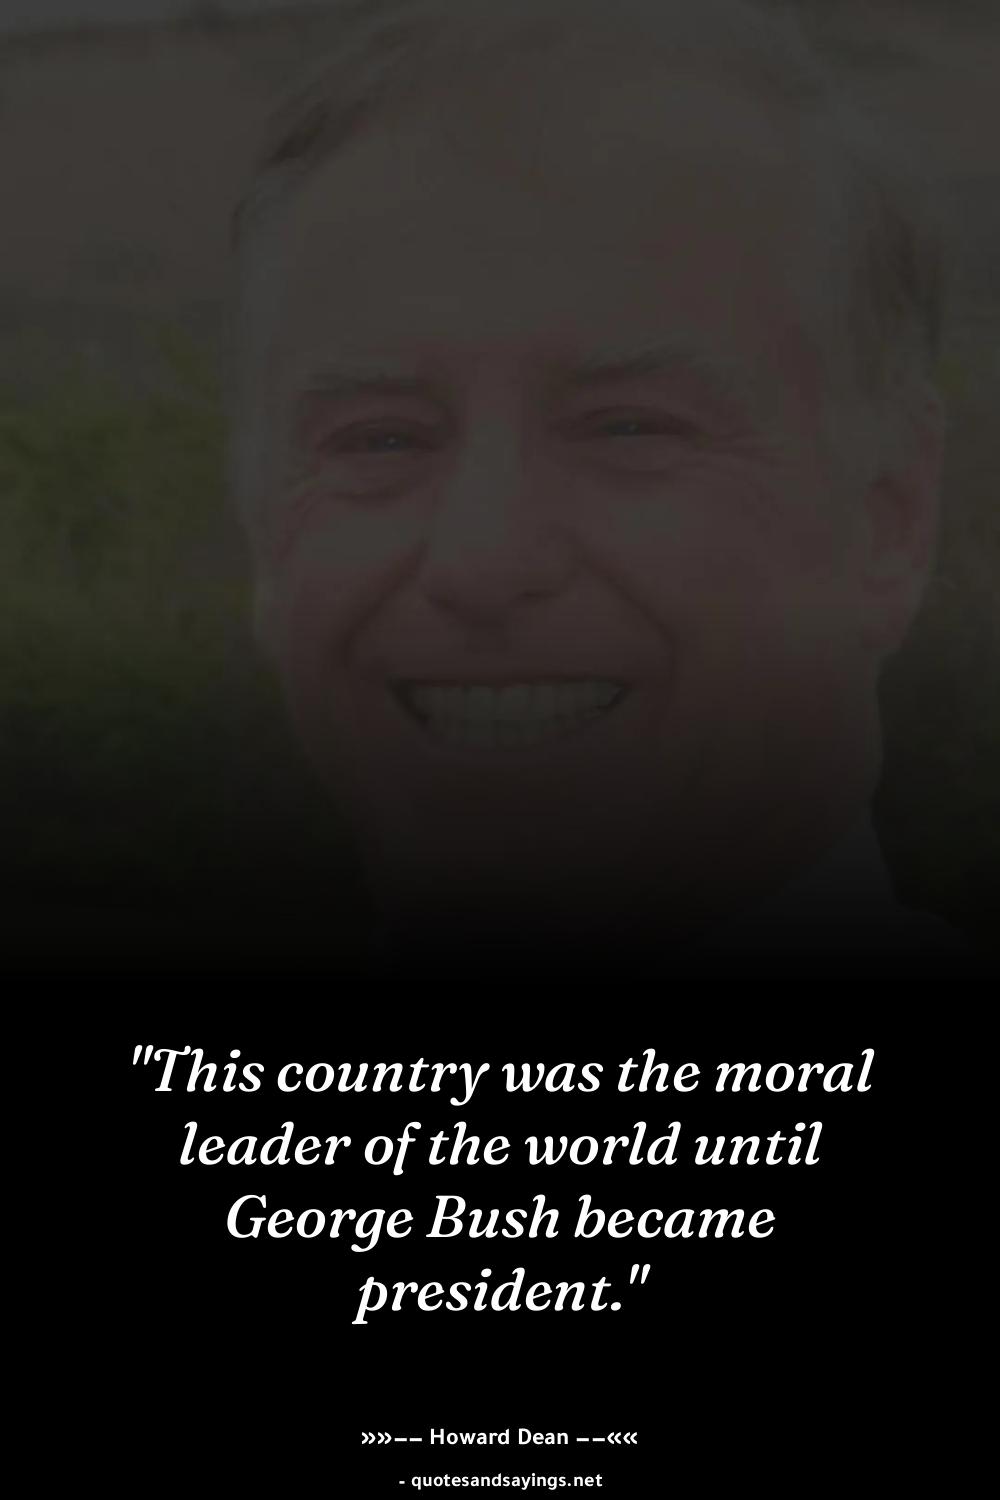 "This country was the moral
leader of the world until
George Bush became
president."
»»–– Howard Dean ––««
- quotesandsayings.net